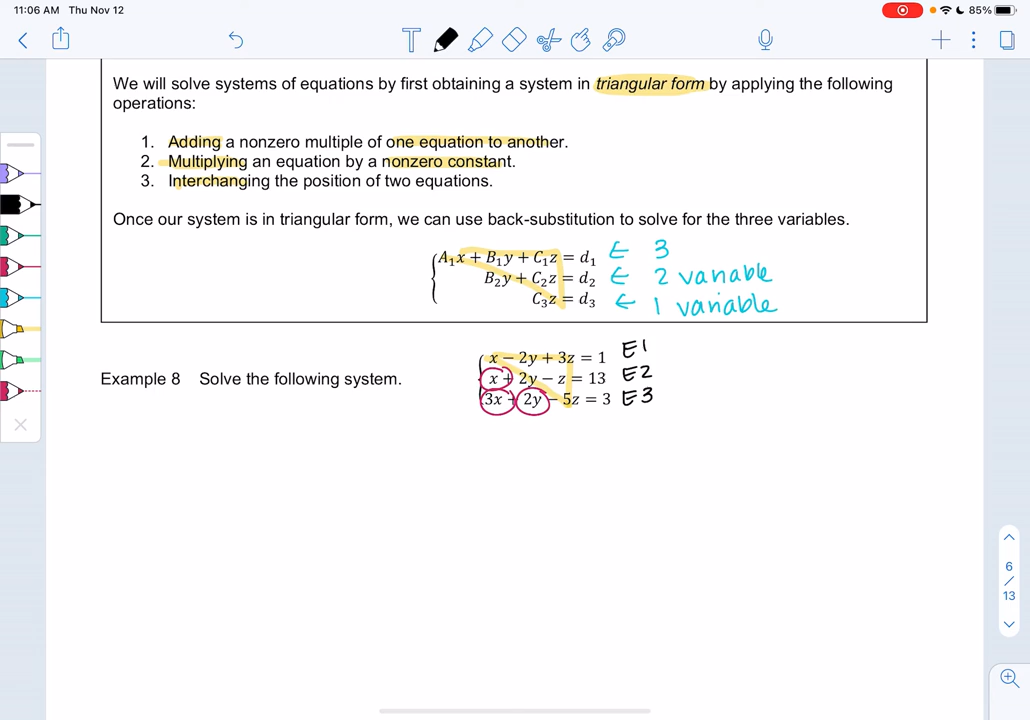 11:06 AM Thu Nov 12
85%
We will solve systems of equations by first obtaining a system in triangular form by applying the following
operations:
1. Adding a nonzero multiple of one equation to another.
2. Multiplying an equation by a nonzero constant.
3. Interchanging the position of two equations.
Once our system is in triangular form, we can use back-substitution to solve for the three variables.
A₁x + B₁y + C₁z = d₁ ← 3
B₂y + C₂z = d₂ ← 2 variable
C₃z = d₃ ← 1 variable
x − 2y + 3z = 1 E1
Example 8 Solve the following system. x + 2y − z = 13 E2
3x + 2y − 5z = 3 E3
6
/
13